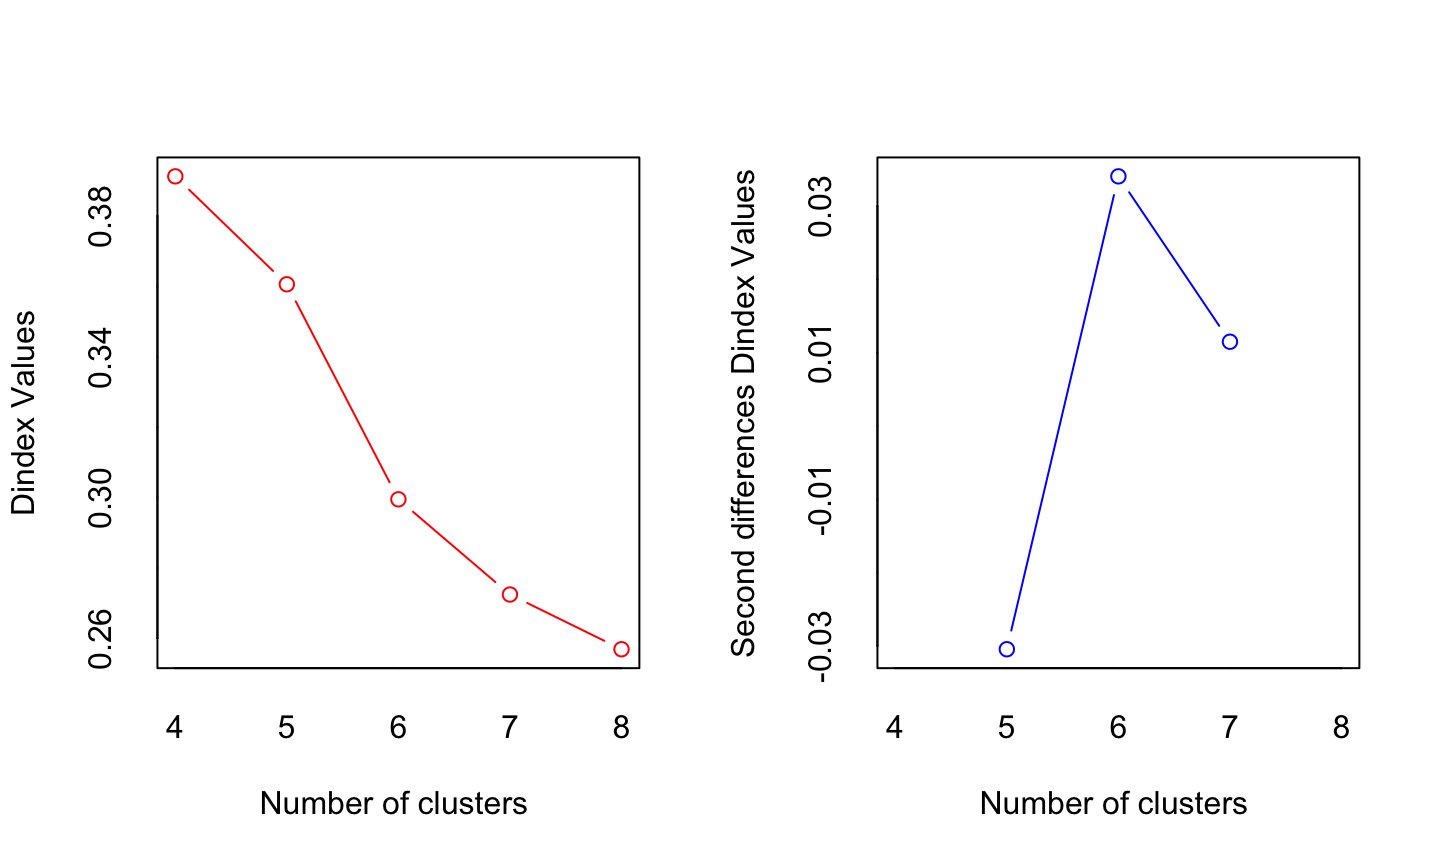 Dindex Values
0.38
0.34
0.30
0.26
4 5 6 7 8
Number of clusters
Second differences Dindex Values
0.03
0.01
-0.01
-0.03
4 5 6 7 8
Number of clusters